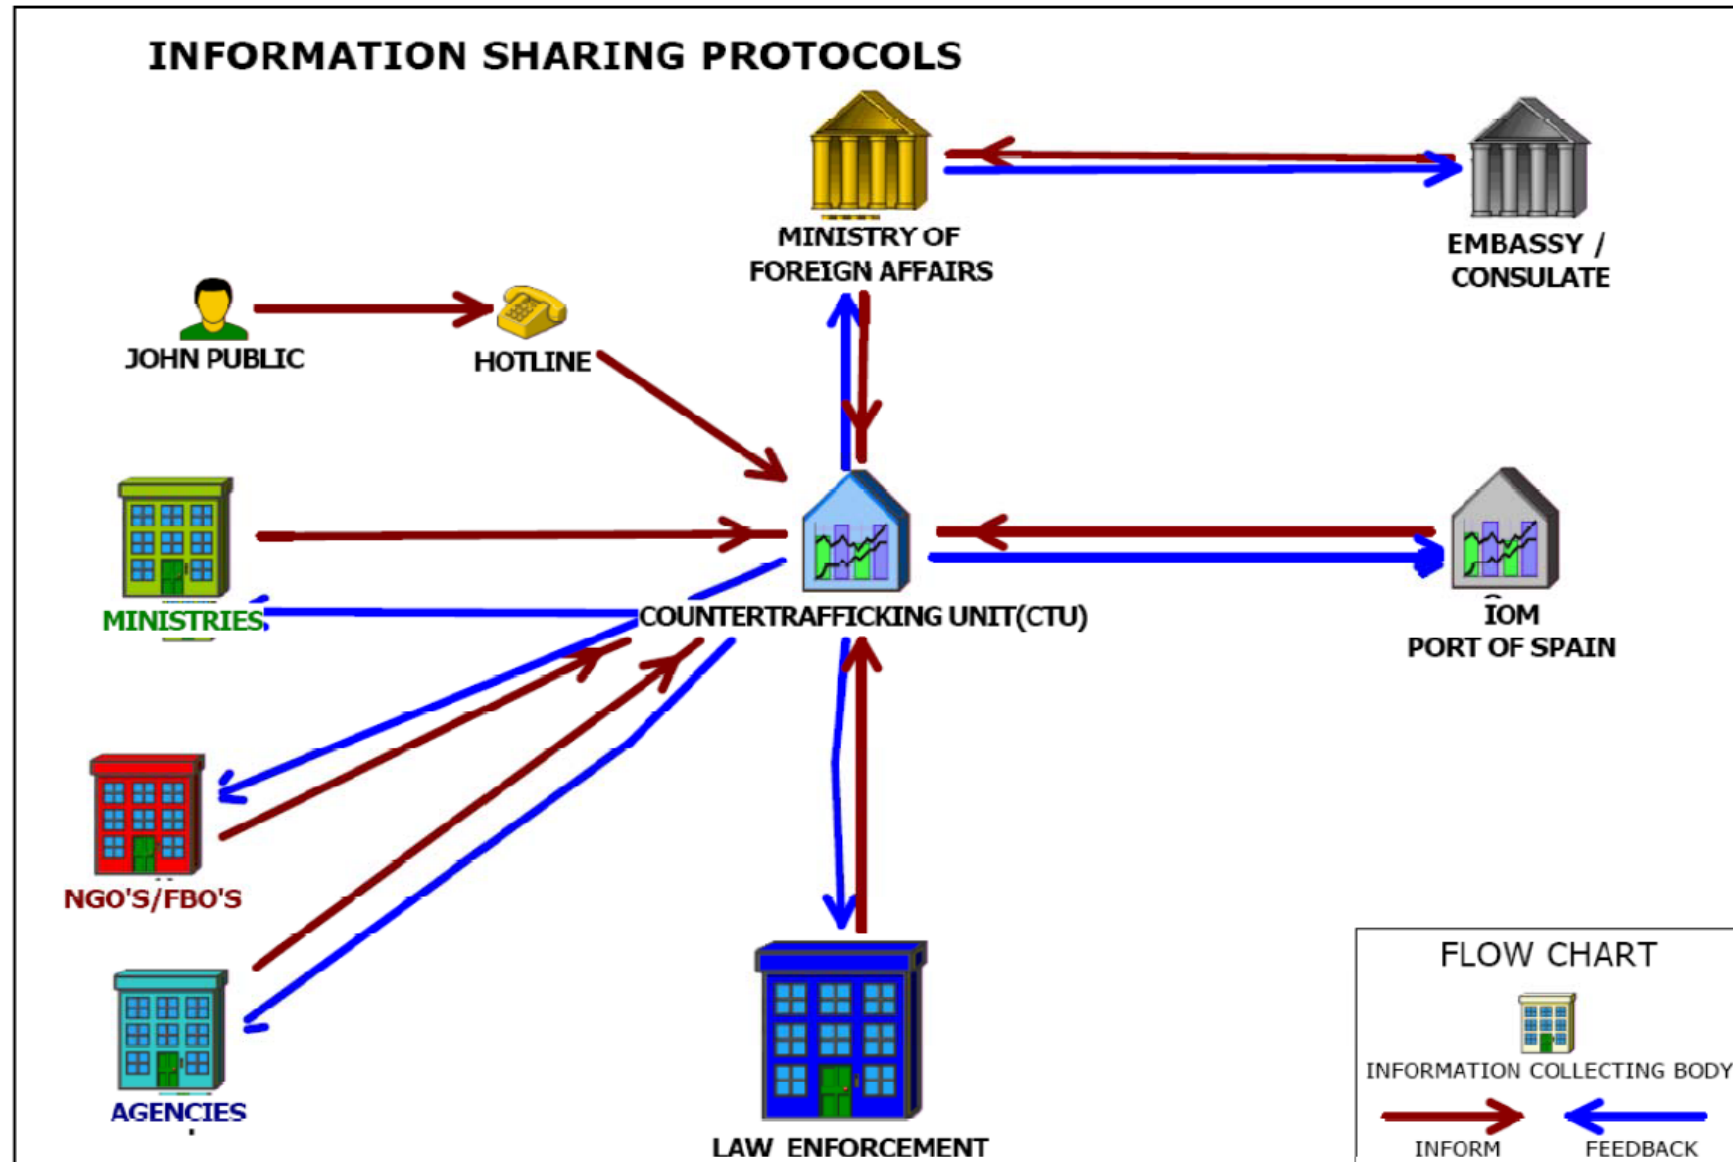 INFORMATION SHARING PROTOCOLS
MINISTRY OF
FOREIGN AFFAIRS
EMBASSY /
CONSULATE
JOHN PUBLIC
HOTLINE
MINISTRIES
COUNTERTRAFFICKING UNIT(CTU)
IOM
PORT OF SPAIN
NGO'S/FBO'S
AGENCIES
LAW ENFORCEMENT
FLOW CHART
INFORMATION COLLECTING BODY
INFORM
FEEDBACK